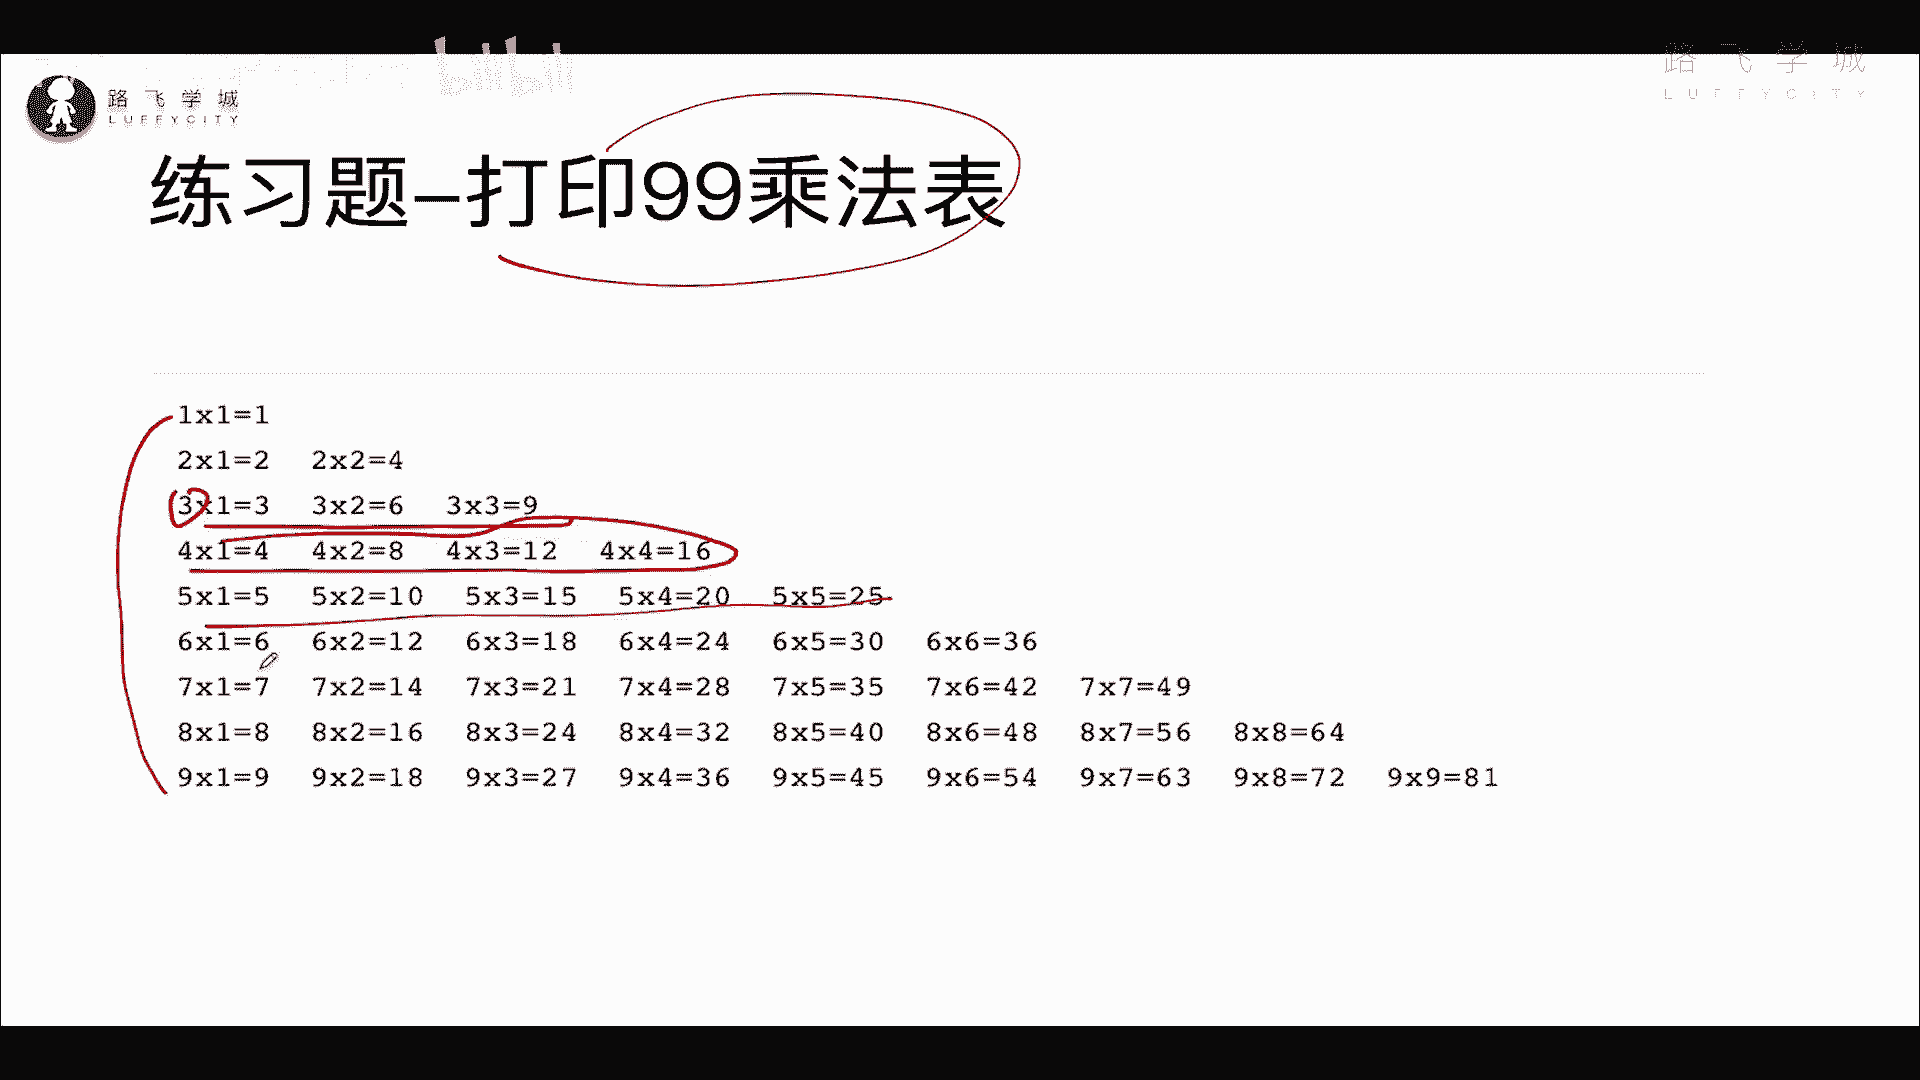 bilibili
路飞学城
路飞学城
LUFFYCITY
LUFFYCITY
练习题-打印99乘法表
1x1=1
2x1=2 2x2=4
3x1=3 3x2=6 3x3=9
4x1=4 4x2=8 4x3=12 4x4=16
5x1=5 5x2=10 5x3=15 5x4=20 5x5=25
6x1=6 6x2=12 6x3=18 6x4=24 6x5=30 6x6=36
7x1=7 7x2=14 7x3=21 7x4=28 7x5=35 7x6=42 7x7=49
8x1=8 8x2=16 8x3=24 8x4=32 8x5=40 8x6=48 8x7=56 8x8=64
9x1=9 9x2=18 9x3=27 9x4=36 9x5=45 9x6=54 9x7=63 9x8=72 9x9=81